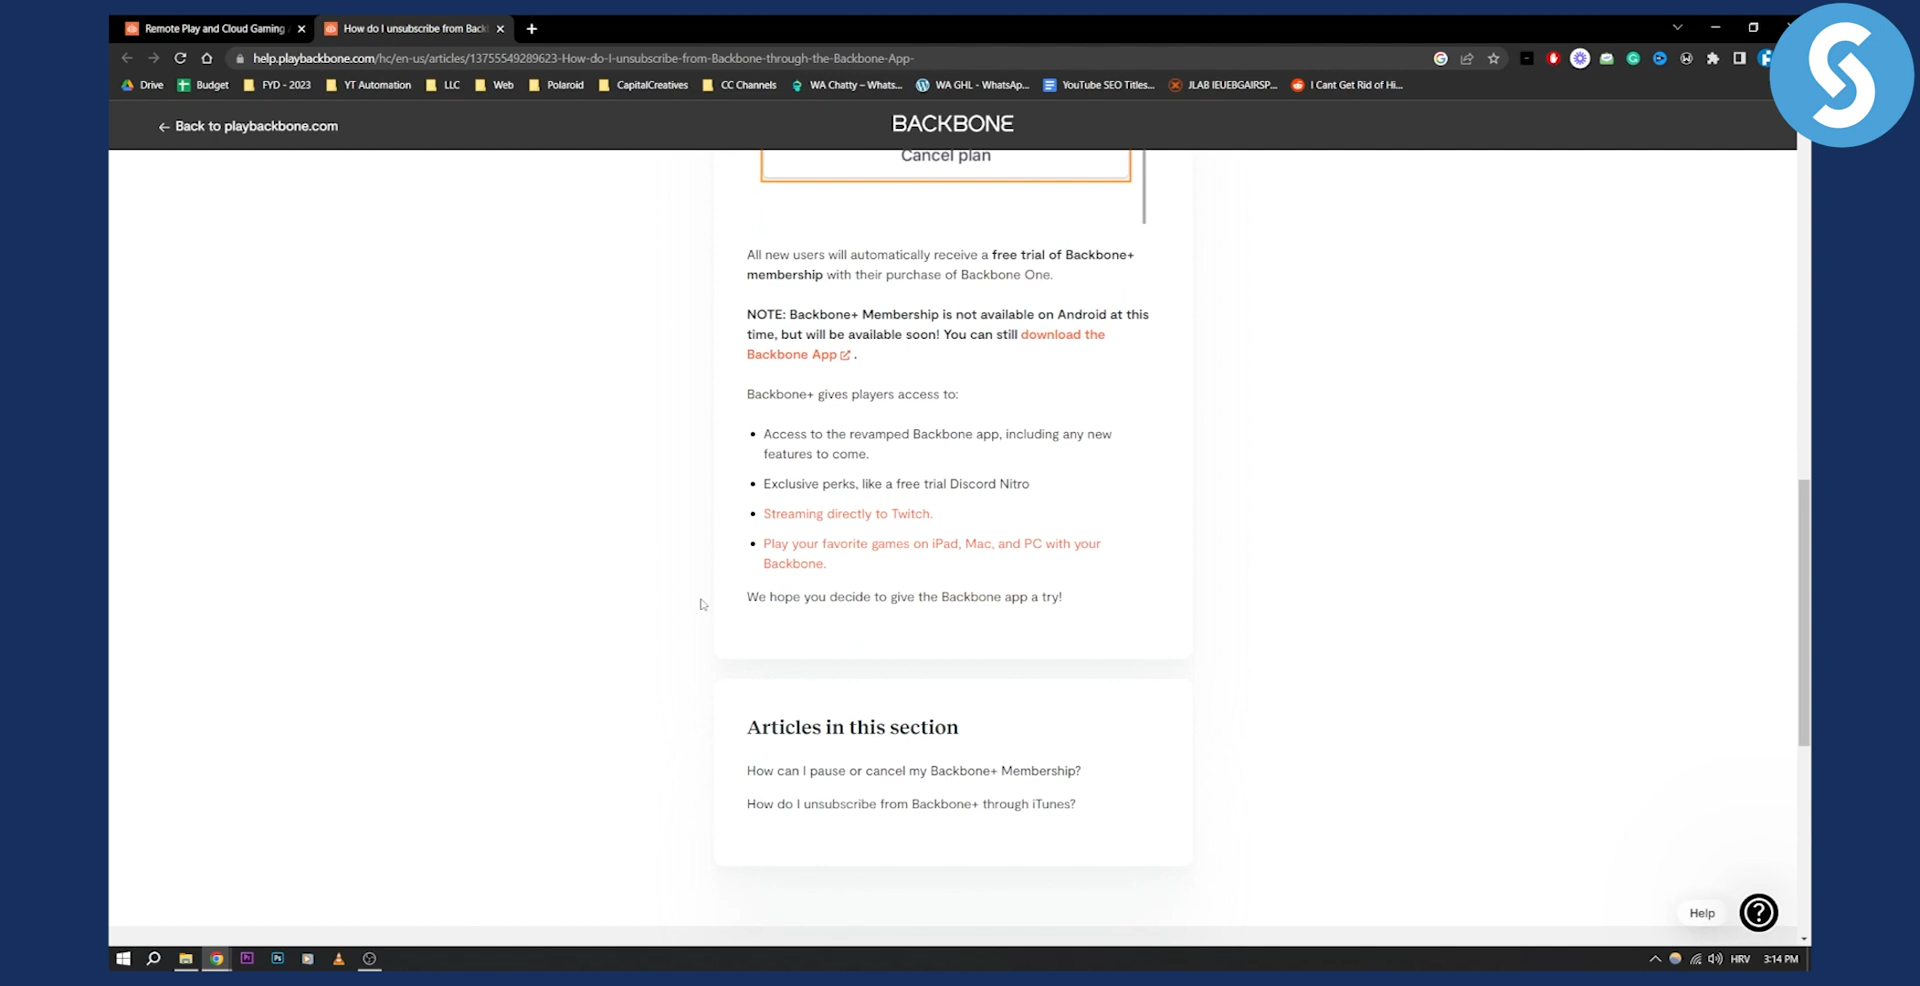 Remote Play and Cloud Gaming
How do I unsubscribe from Back
help.playbackbone.com/hc/en-us/articles/13755549289623-How-do-I-unsubscribe-from-Backbone-through-the-Backbone-App-
Drive
Budget
FYD - 2023
YT Automation
LLC
Web
Polaroid
CapitalCreatives
CC Channels
WA Chatty – Whats...
WA GHL - WhatsAp...
YouTube SEO Titles...
JLAB IEUEBGAIRSP...
I Cant Get Rid of Hi...
← Back to playbackbone.com
BACKBONE
Cancel plan
All new users will automatically receive a free trial of Backbone+
membership with their purchase of Backbone One.
NOTE: Backbone+ Membership is not available on Android at this
time, but will be available soon! You can still download the
Backbone App .
Backbone+ gives players access to:
• Access to the revamped Backbone app, including any new
features to come.
• Exclusive perks, like a free trial Discord Nitro
• Streaming directly to Twitch.
• Play your favorite games on iPad, Mac, and PC with your
Backbone.
We hope you decide to give the Backbone app a try!
Articles in this section
How can I pause or cancel my Backbone+ Membership?
How do I unsubscribe from Backbone+ through iTunes?
Help
HRV
3:14 PM